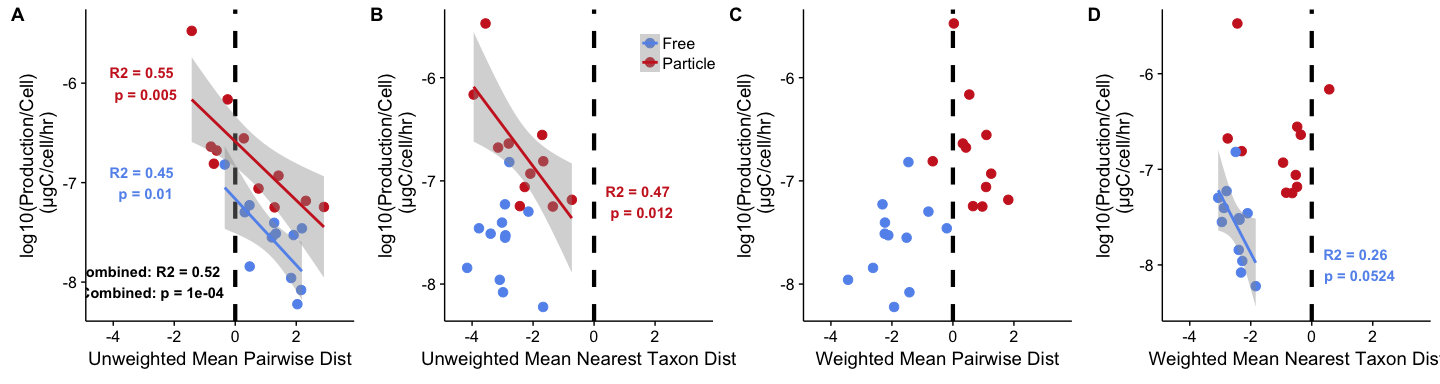 A
log10(Production/Cell)
(µgC/cell/hr)
-6
-7
-8
R2 = 0.55
p = 0.005
R2 = 0.45
p = 0.01
ombined: R2 = 0.52
Combined: p = 1e-04
-4 -2 0 2
Unweighted Mean Pairwise Dist
B
log10(Production/Cell)
(µgC/cell/hr)
-6
-7
-8
Free
Particle
R2 = 0.47
p = 0.012
-4 -2 0 2
Unweighted Mean Nearest Taxon Dist
C
log10(Production/Cell)
(µgC/cell/hr)
-6
-7
-8
-4 -2 0 2
Weighted Mean Pairwise Dist
D
log10(Production/Cell)
(µgC/cell/hr)
-6
-7
-8
R2 = 0.26
p = 0.0524
-4 -2 0 2
Weighted Mean Nearest Taxon Dis